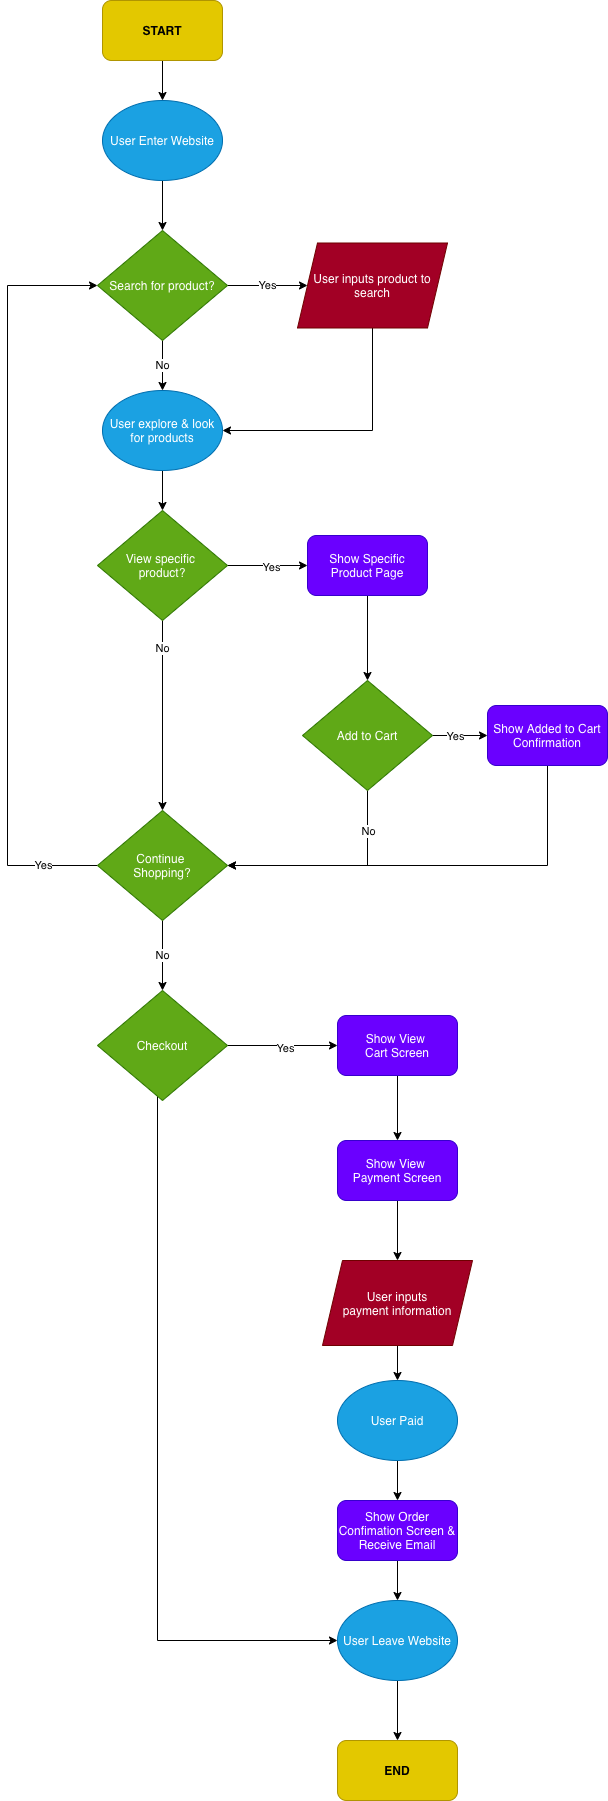 START
User Enter Website
Search for product?
Yes
User inputs product to
search
No
User explore & look
for products
View specific
product?
Yes
Show Specific
Product Page
No
Add to Cart
Yes
Show Added to Cart
Confirmation
No
Continue
Shopping?
Yes
No
Checkout
Yes
Show View
Cart Screen
Show View
Payment Screen
User inputs
payment information
User Paid
Show Order
Confimation Screen &
Receive Email
User Leave Website
END